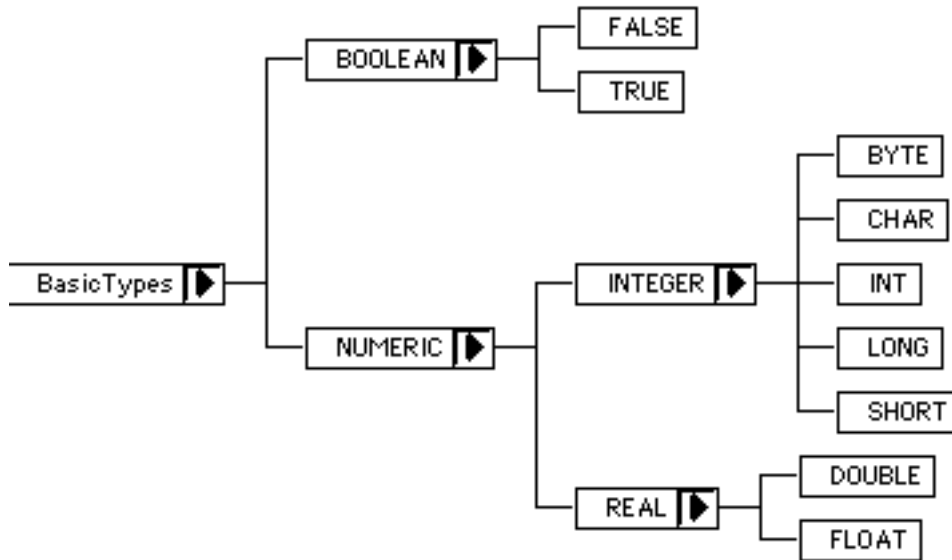 FALSE
BOOLEAN
TRUE
BYTE
CHAR
BasicTypes
INTEGER
INT
NUMERIC
LONG
SHORT
DOUBLE
REAL
FLOAT